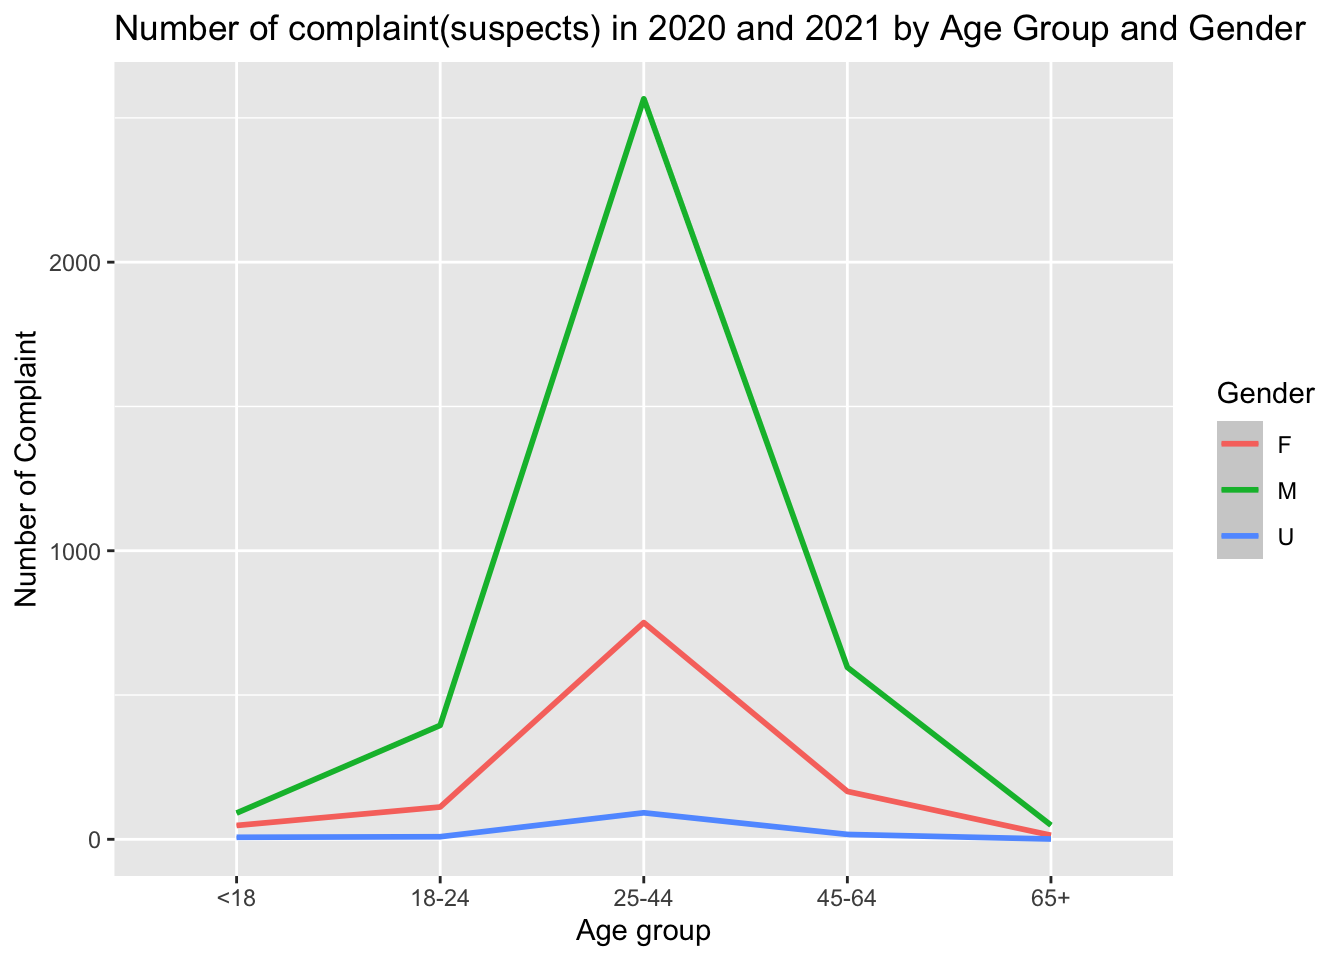 Number of complaint(suspects) in 2020 and 2021 by Age Group and Gender
Number of Complaint
2000
1000
0
<18
18-24
25-44
45-64
65+
Age group
Gender
F
M
U